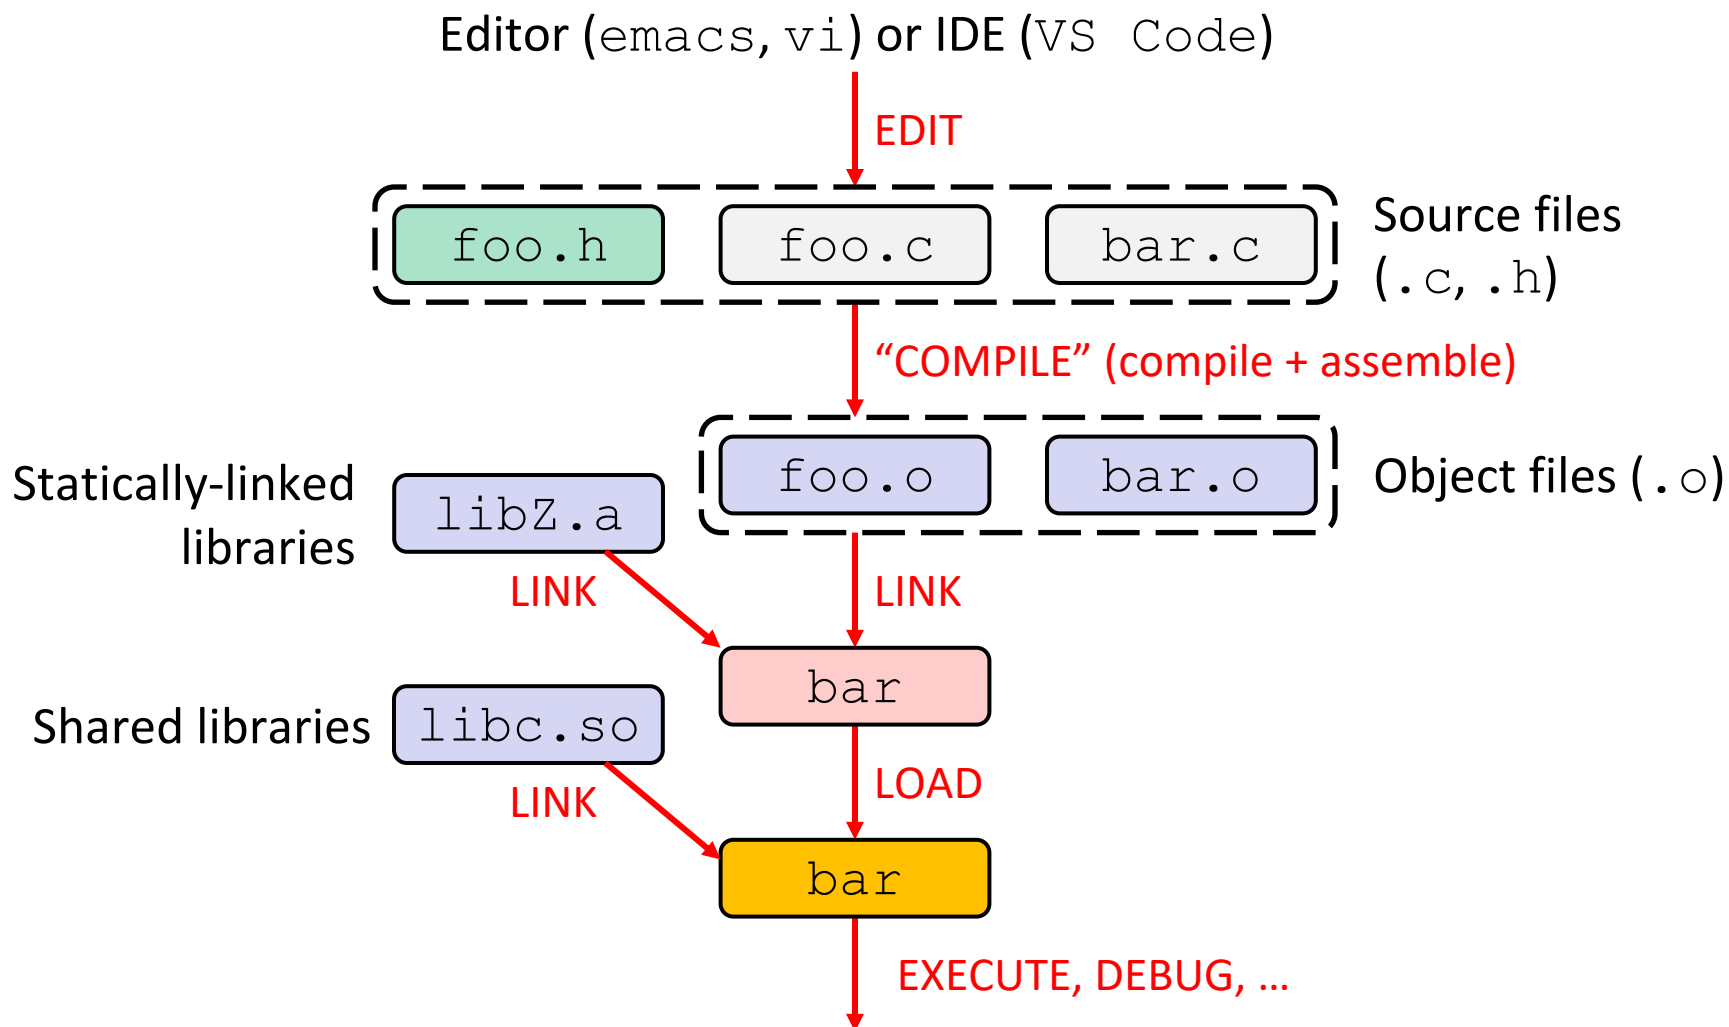 Editor (emacs, vi) or IDE (VS Code)
EDIT
foo.h
foo.c
bar.c
Source files
(.c, .h)
“COMPILE” (compile + assemble)
Statically-linked
libraries
libZ.a
foo.o
bar.o
Object files (.o)
LINK
LINK
bar
Shared libraries
libc.so
LINK
LOAD
bar
EXECUTE, DEBUG, …